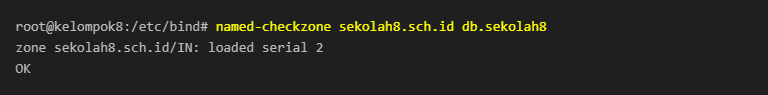 root@kelompok8:/etc/bind# named-checkzone sekolah8.sch.id db.sekolah8
zone sekolah8.sch.id/IN: loaded serial 2
OK